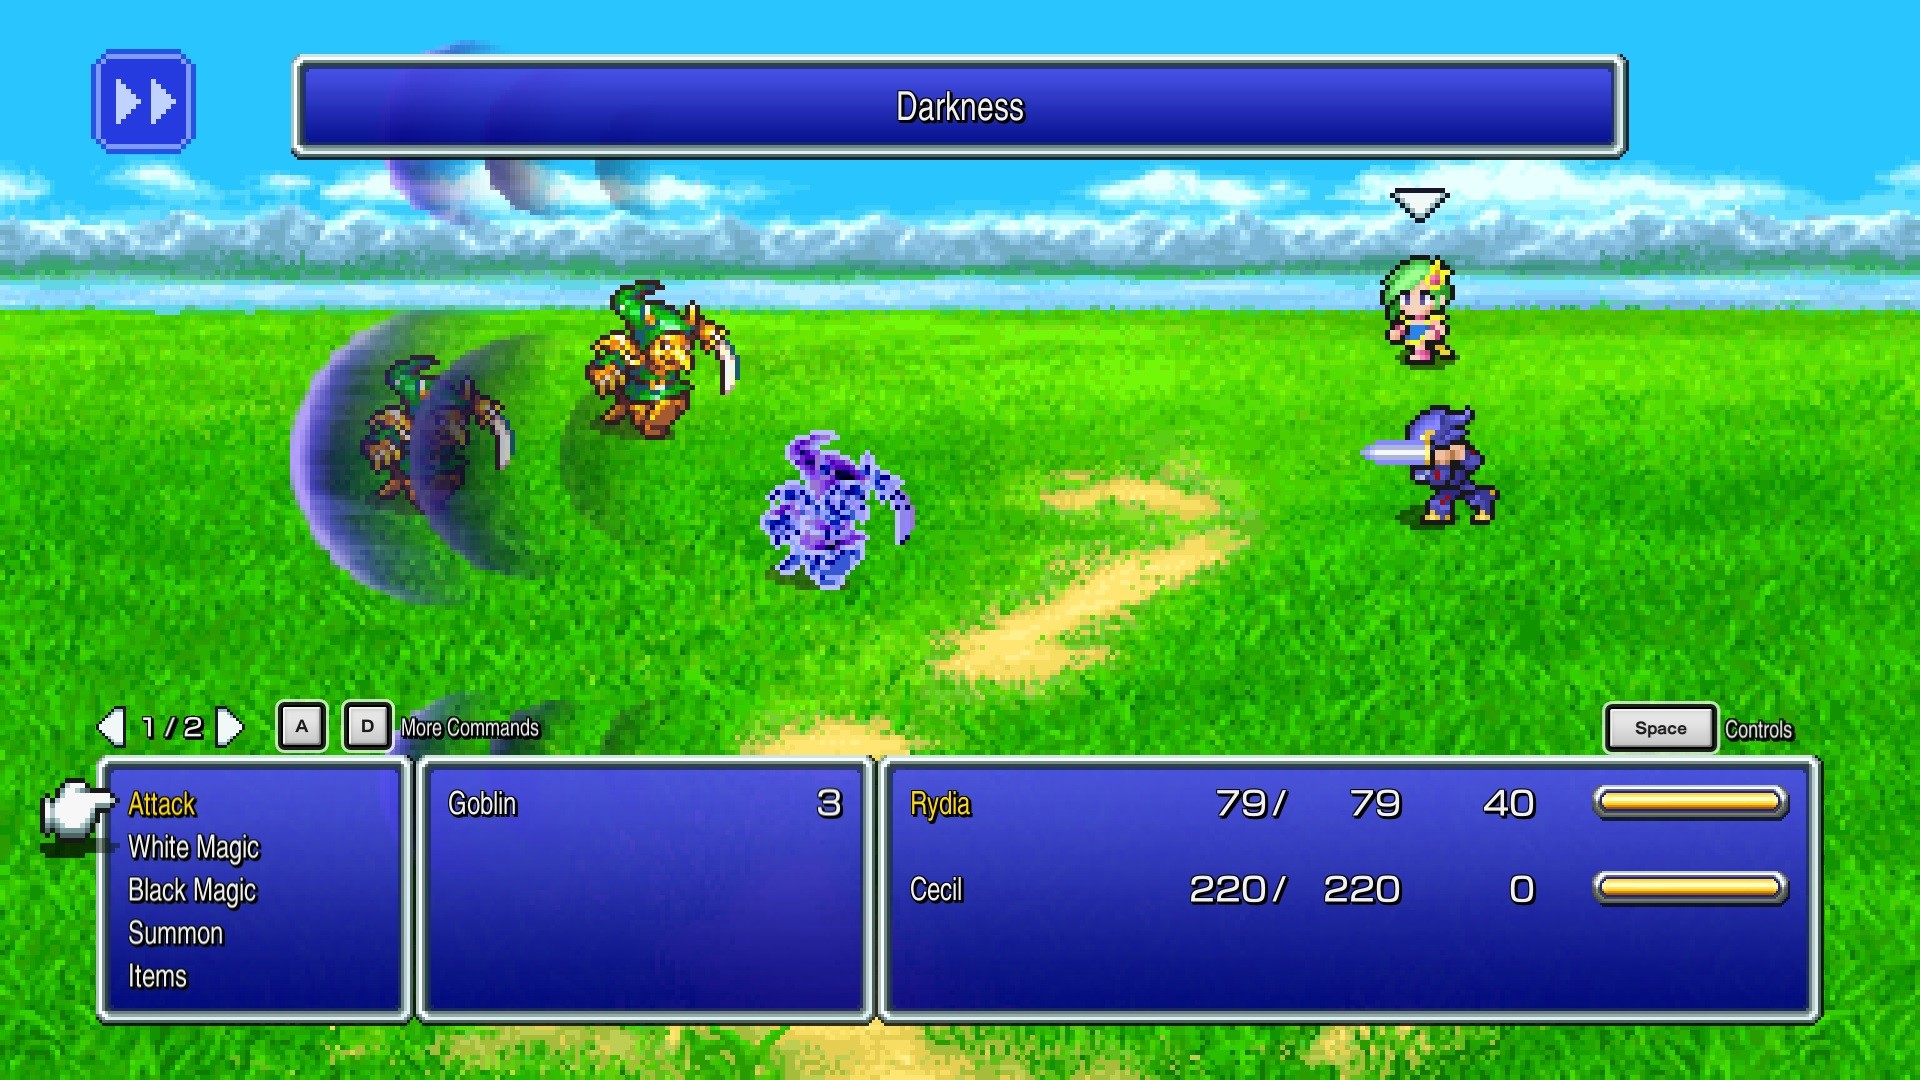 Darkness
1/2 A D More Commands
Space Controls
Attack
White Magic
Black Magic
Summon
Items
Goblin 3
Rydia 79/ 79 40
Cecil 220/ 220 0